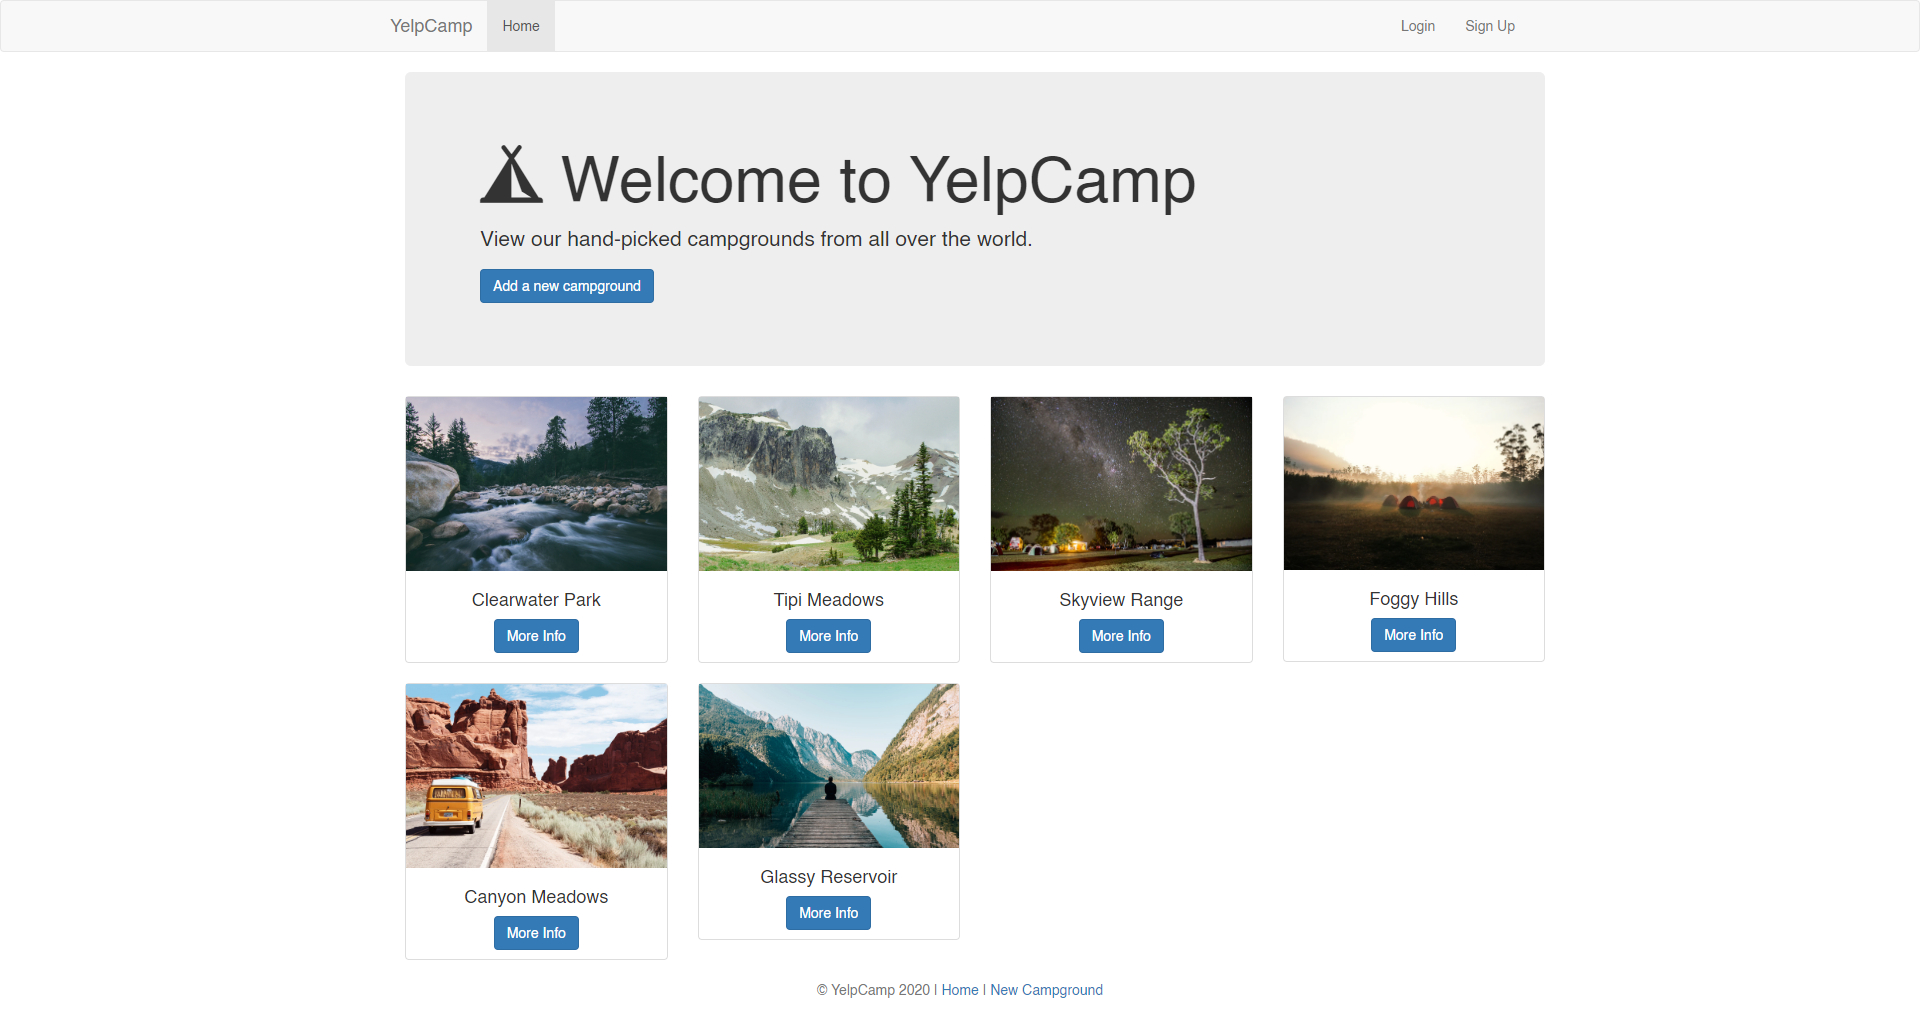 YelpCamp Home Login Sign Up
Welcome to YelpCamp
View our hand-picked campgrounds from all over the world.
Add a new campground
Clearwater Park
More Info
Tipi Meadows
More Info
Skyview Range
More Info
Foggy Hills
More Info
Canyon Meadows
More Info
Glassy Reservoir
More Info
© YelpCamp 2020 | Home | New Campground